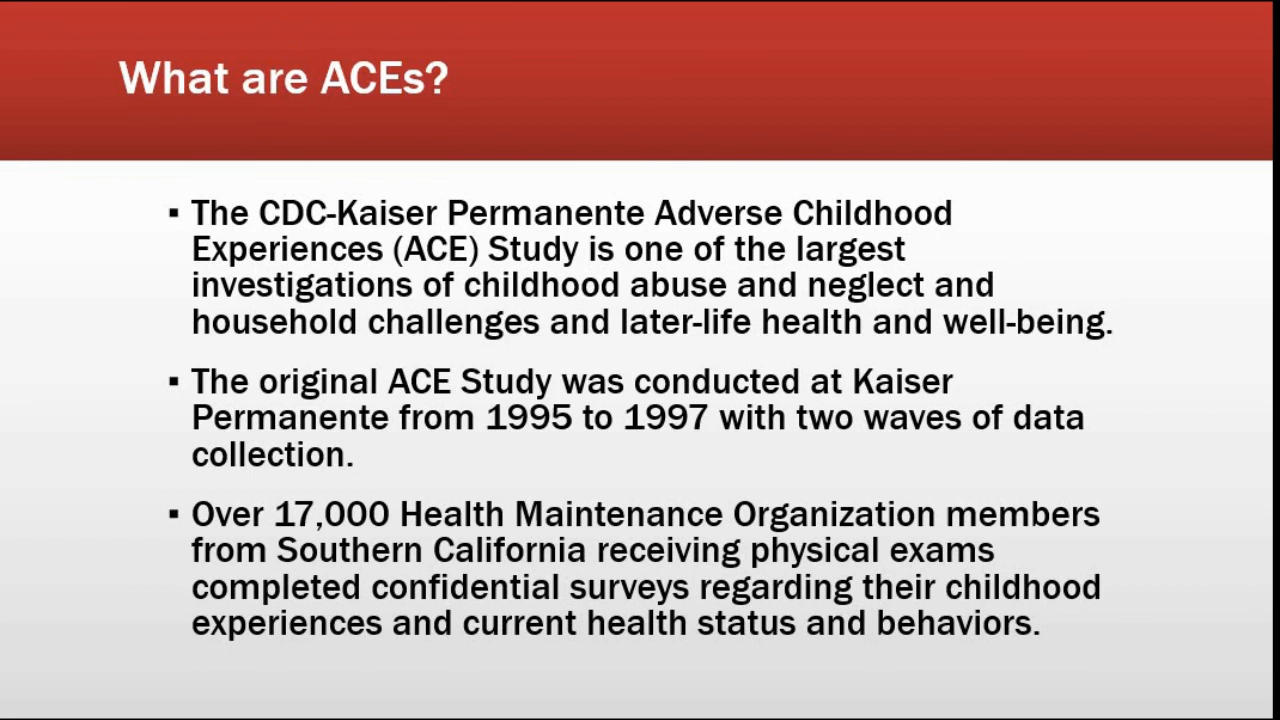 What are ACEs?
▪ The CDC-Kaiser Permanente Adverse Childhood
Experiences (ACE) Study is one of the largest
investigations of childhood abuse and neglect and
household challenges and later-life health and well-being.
▪ The original ACE Study was conducted at Kaiser
Permanente from 1995 to 1997 with two waves of data
collection.
▪ Over 17,000 Health Maintenance Organization members
from Southern California receiving physical exams
completed confidential surveys regarding their childhood
experiences and current health status and behaviors.